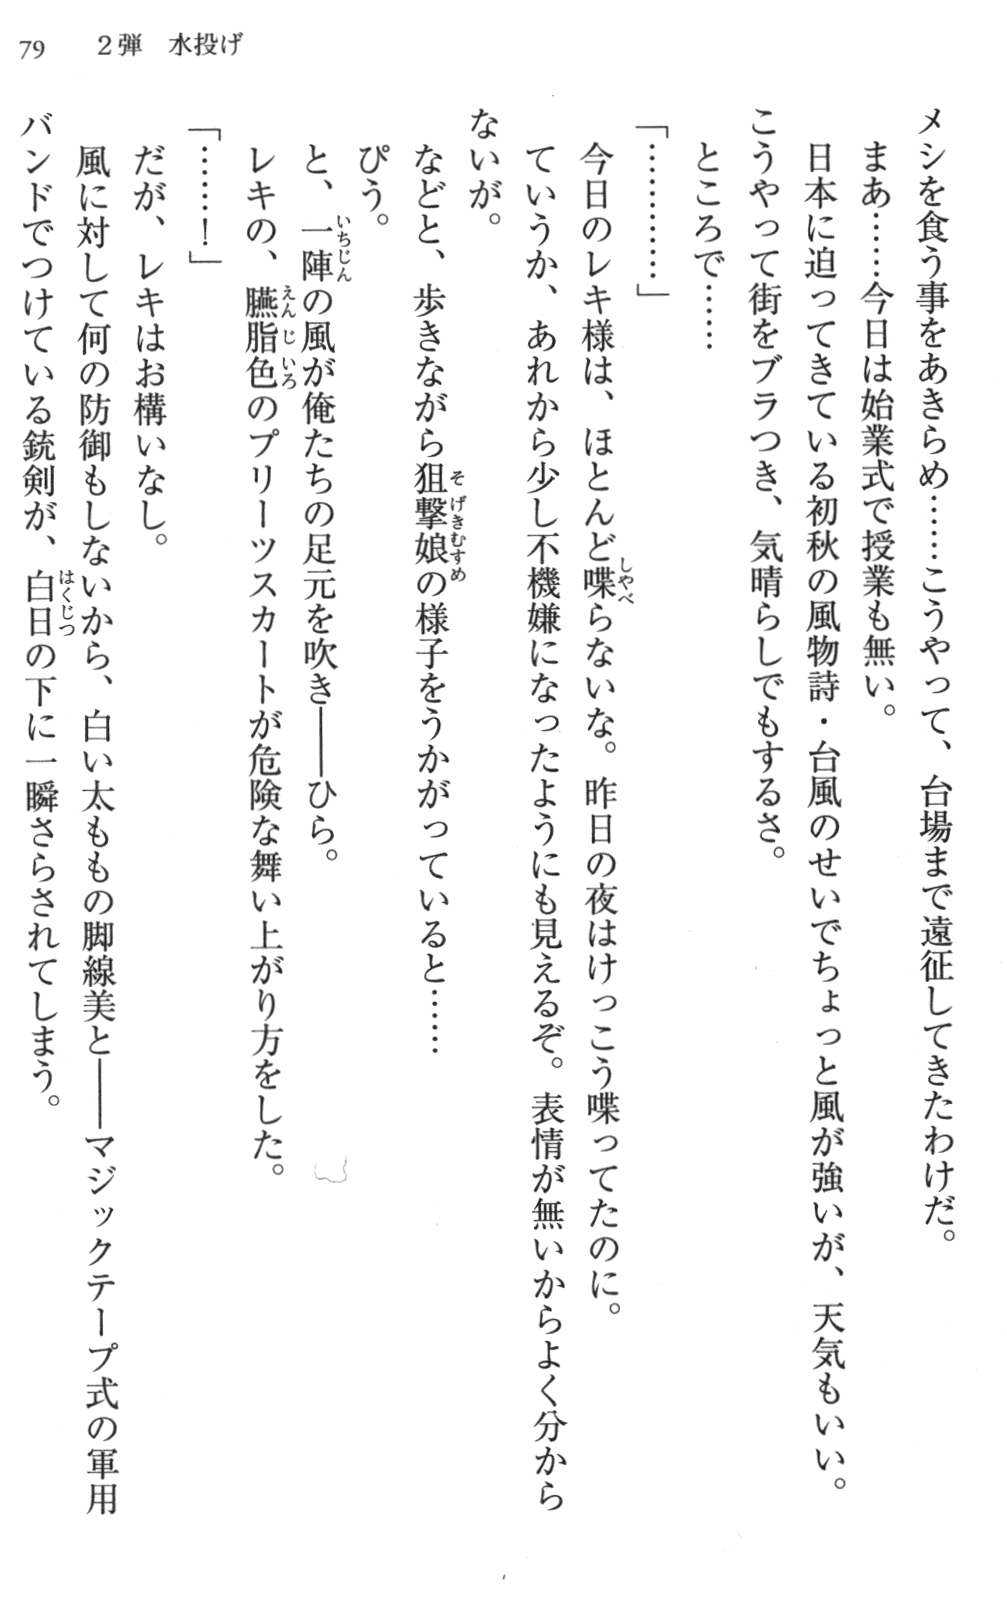 79　2弾　水投げ
メシを食う事をあきらめ……こうやって、台場まで遠征してきたわけだ。
まあ……今日は始業式で授業も無い。
日本に迫ってきている初秋の風物詩・台風のせいでちょっと風が強いが、天気もいい。
こうやって街をブラつき、気晴らしでもするさ。
ところで……
「…………」
今日のレキ様は、ほとんど喋らないな。昨日の夜はけっこう喋ってたのに。
ていうか、あれから少し不機嫌になったようにも見えるぞ。表情が無いからよく分から
ないが。
などと、歩きながら狙撃娘の様子をうかがっていると……
ぴう。
と、一陣の風が俺たちの足元を吹き――ひら。
レキの、臙脂色のプリーツスカートが危険な舞い上がり方をした。
「……！」
だが、レキはお構いなし。
風に対して何の防御もしないから、白い太ももの脚線美と――マジックテープ式の軍用
バンドでつけている銃剣が、白日の下に一瞬さらされてしまう。